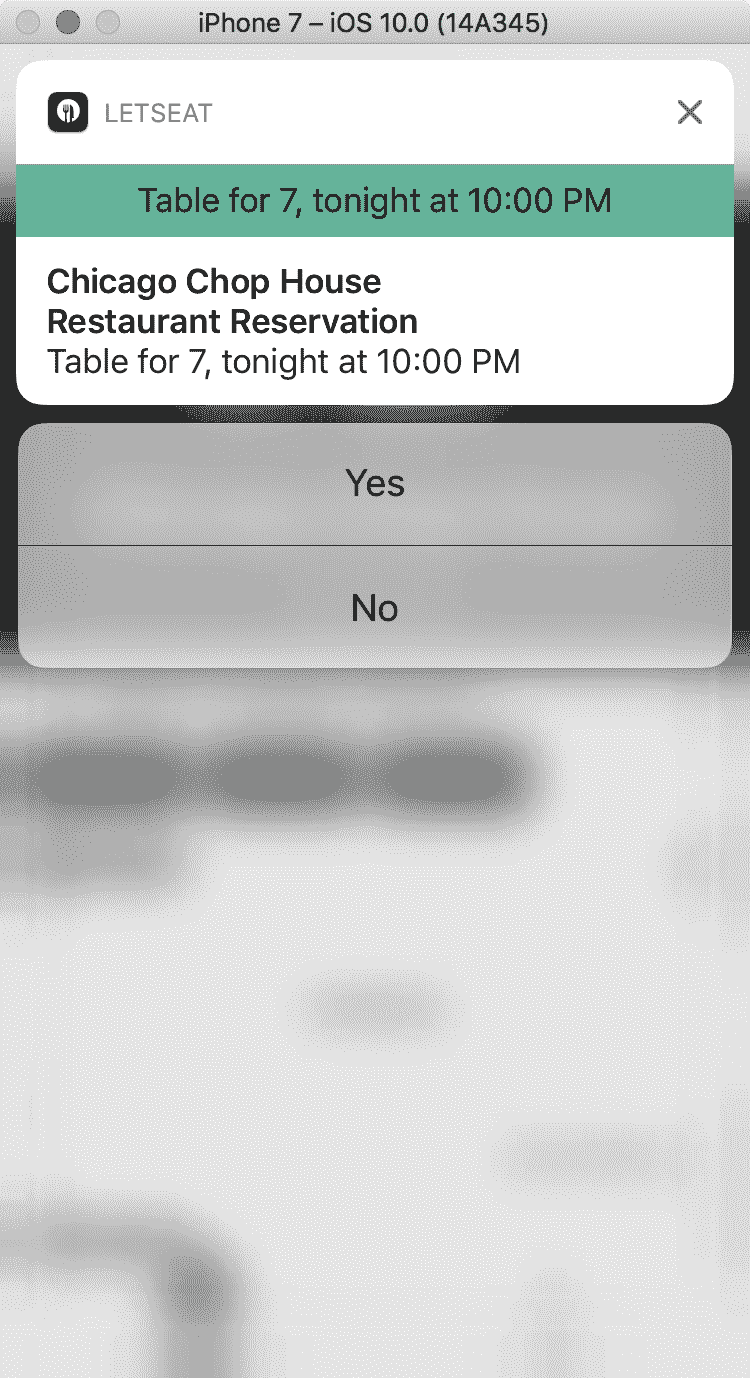 iPhone 7 – iOS 10.0 (14A345)
LETSEAT
Table for 7, tonight at 10:00 PM
Chicago Chop House
Restaurant Reservation
Table for 7, tonight at 10:00 PM
Yes
No